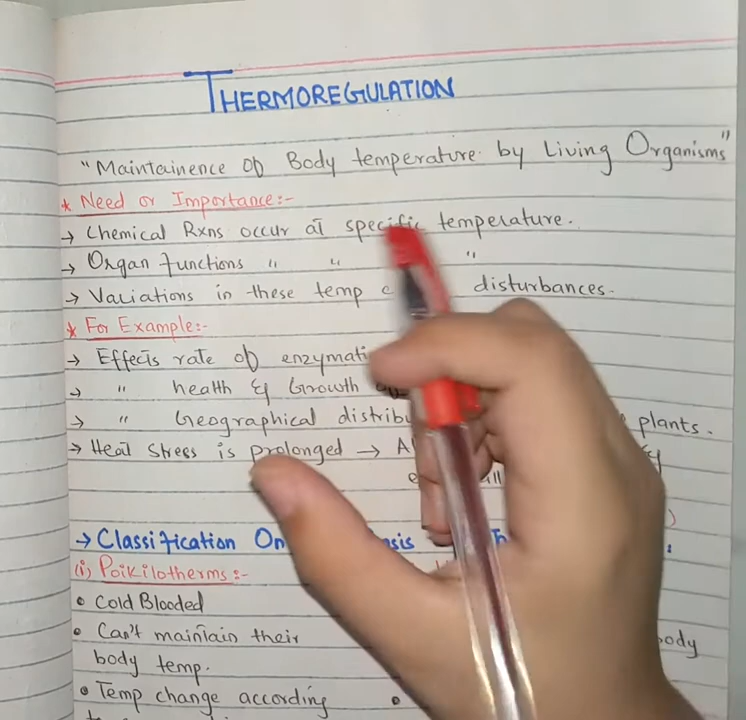 THERMOREGULATION
"Maintainence of Body temperature by Living Organisms"
* Need or Importance:-
→ Chemical Rxns occur at specific temperature.
→ Organ functions " " "
→ Variations in these temp disturbances.
* For Example:-
→ Effects rate of
→ " health & Growth
→ " Geographical plants.
→ Heat Stress is prolonged →
→ Classification On
(i) Poikilotherms:-
• Cold Blooded
• Can't maintain their body
body temp.
• Temp change according •